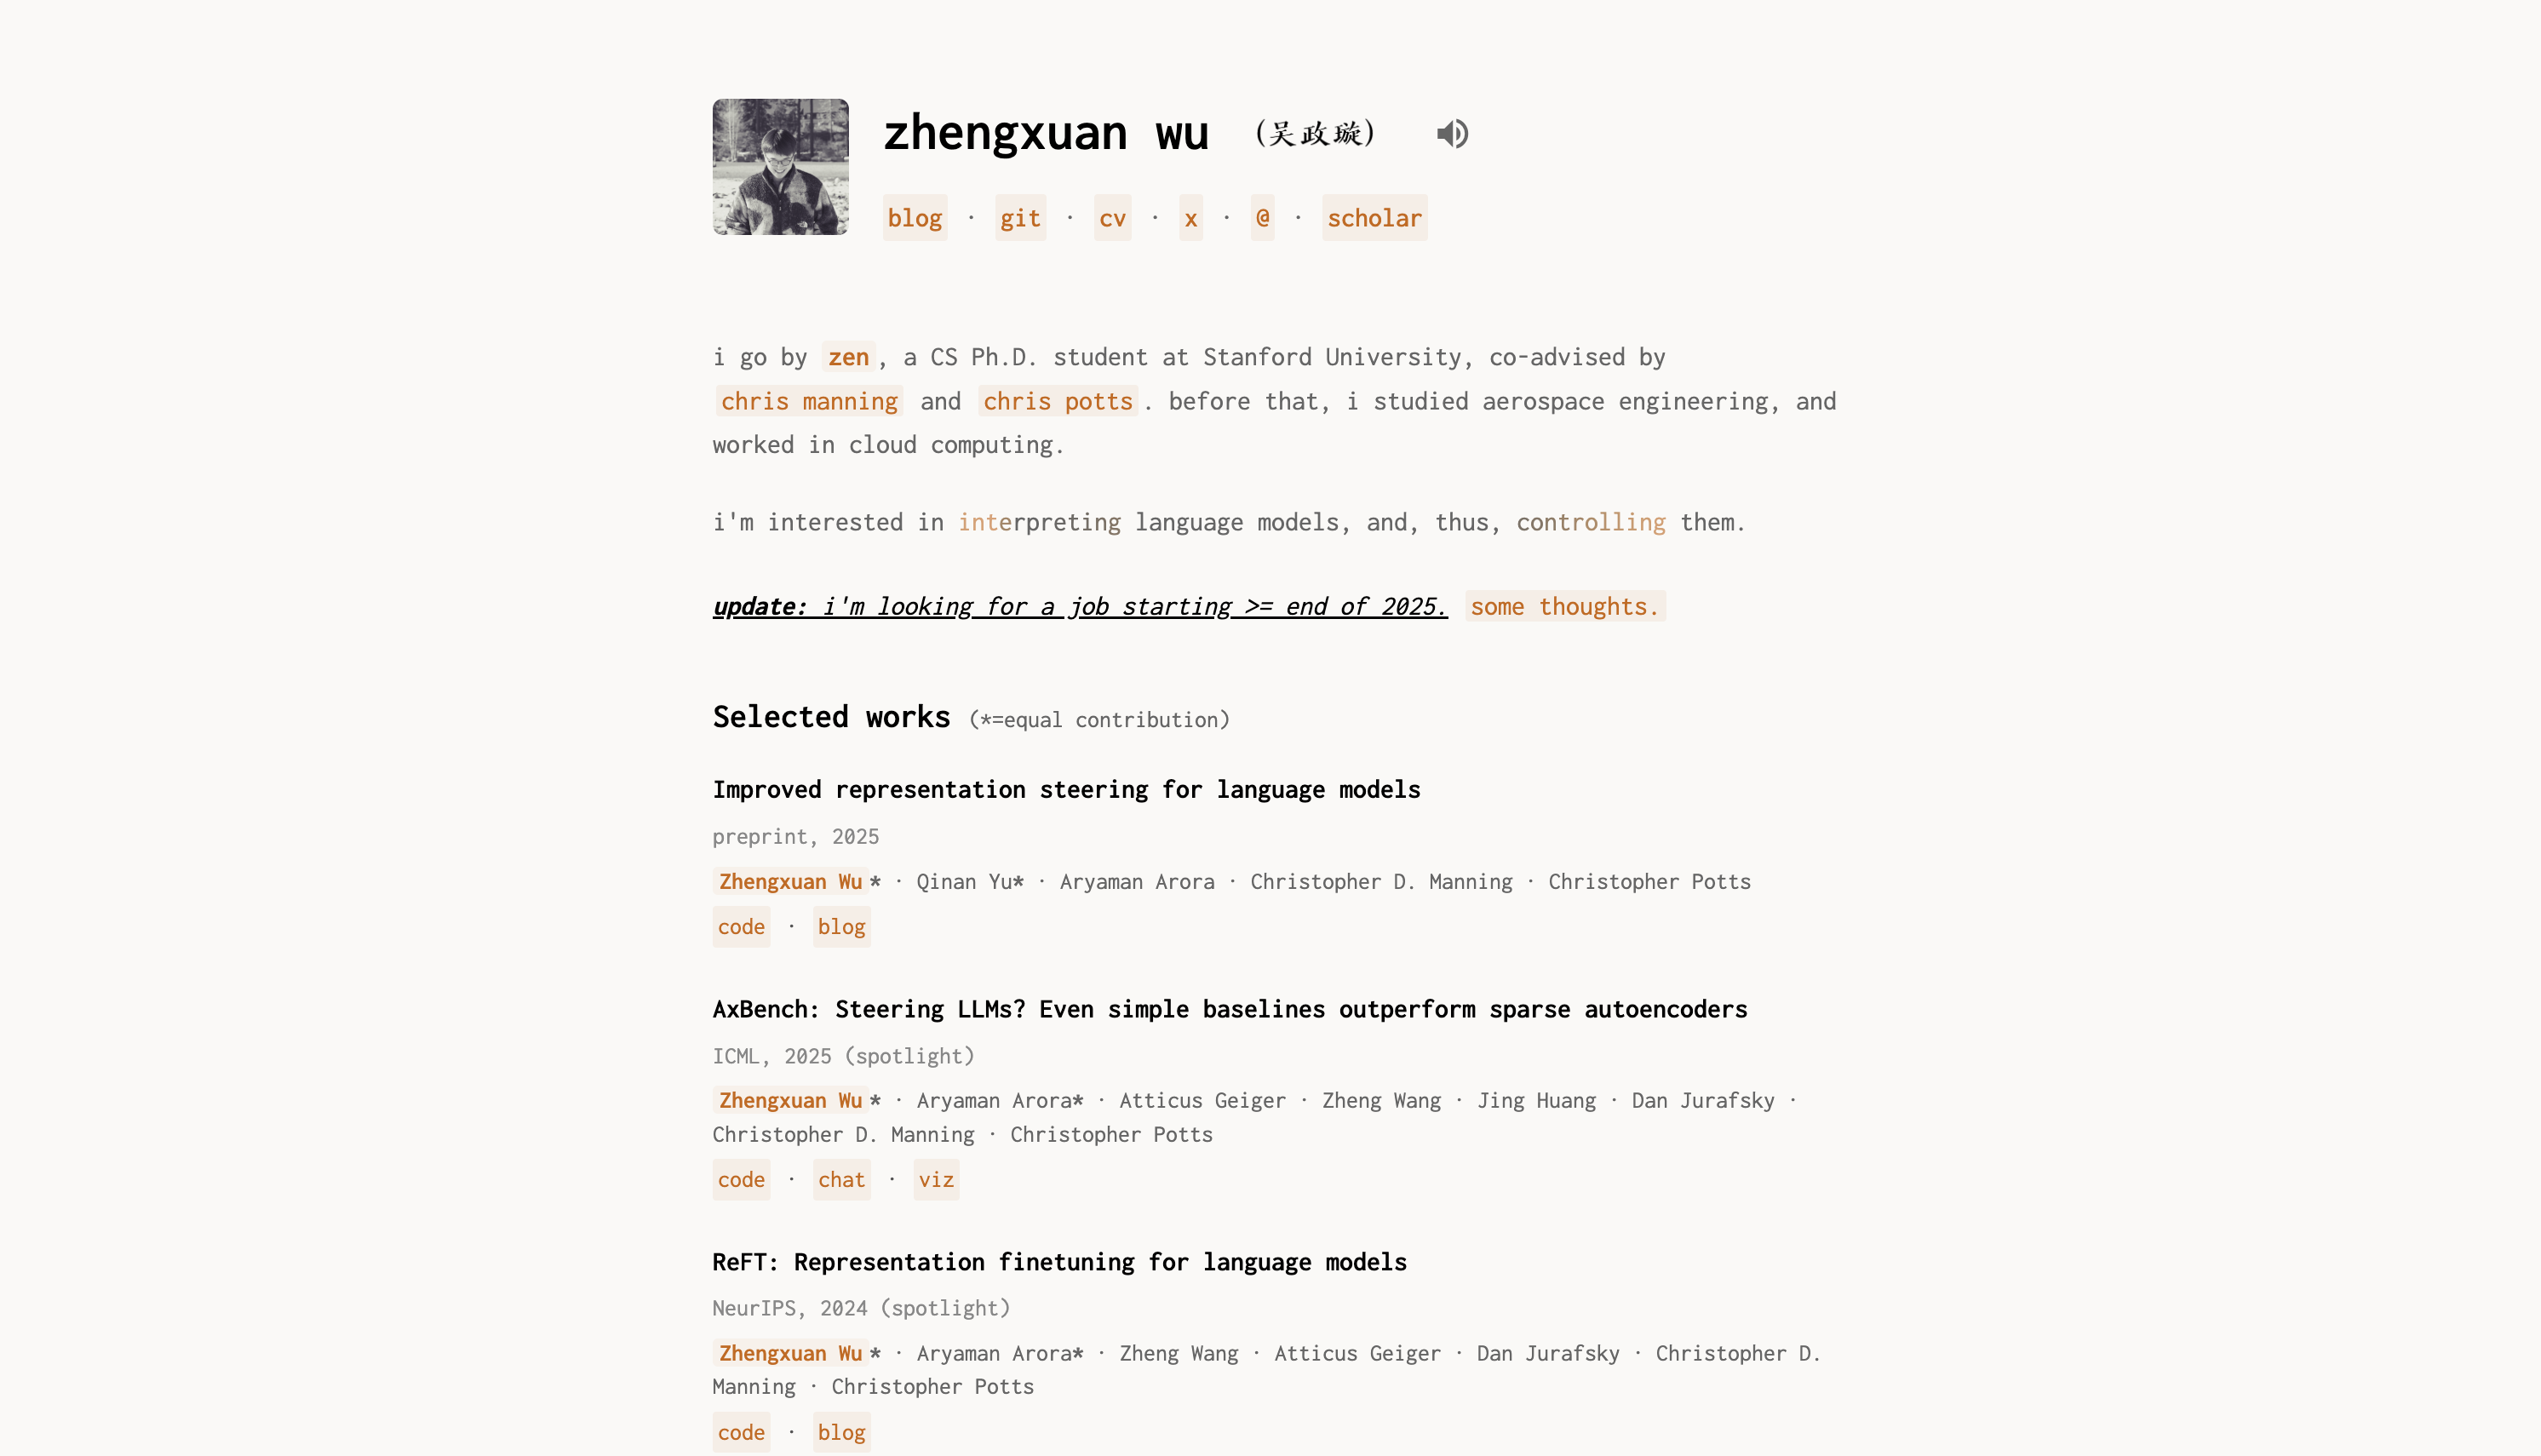 zhengxuan wu (吴政璇)
blog · git · cv · x · @ · scholar
i go by zen, a CS Ph.D. student at Stanford University, co-advised by
chris manning and chris potts. before that, i studied aerospace engineering, and
worked in cloud computing.
i'm interested in interpreting language models, and, thus, controlling them.
update: i'm looking for a job starting >= end of 2025. some thoughts.
Selected works (*=equal contribution)
Improved representation steering for language models
preprint, 2025
Zhengxuan Wu* · Qinan Yu* · Aryaman Arora · Christopher D. Manning · Christopher Potts
code · blog
AxBench: Steering LLMs? Even simple baselines outperform sparse autoencoders
ICML, 2025 (spotlight)
Zhengxuan Wu* · Aryaman Arora* · Atticus Geiger · Zheng Wang · Jing Huang · Dan Jurafsky ·
Christopher D. Manning · Christopher Potts
code · chat · viz
ReFT: Representation finetuning for language models
NeurIPS, 2024 (spotlight)
Zhengxuan Wu* · Aryaman Arora* · Zheng Wang · Atticus Geiger · Dan Jurafsky · Christopher D.
Manning · Christopher Potts
code · blog